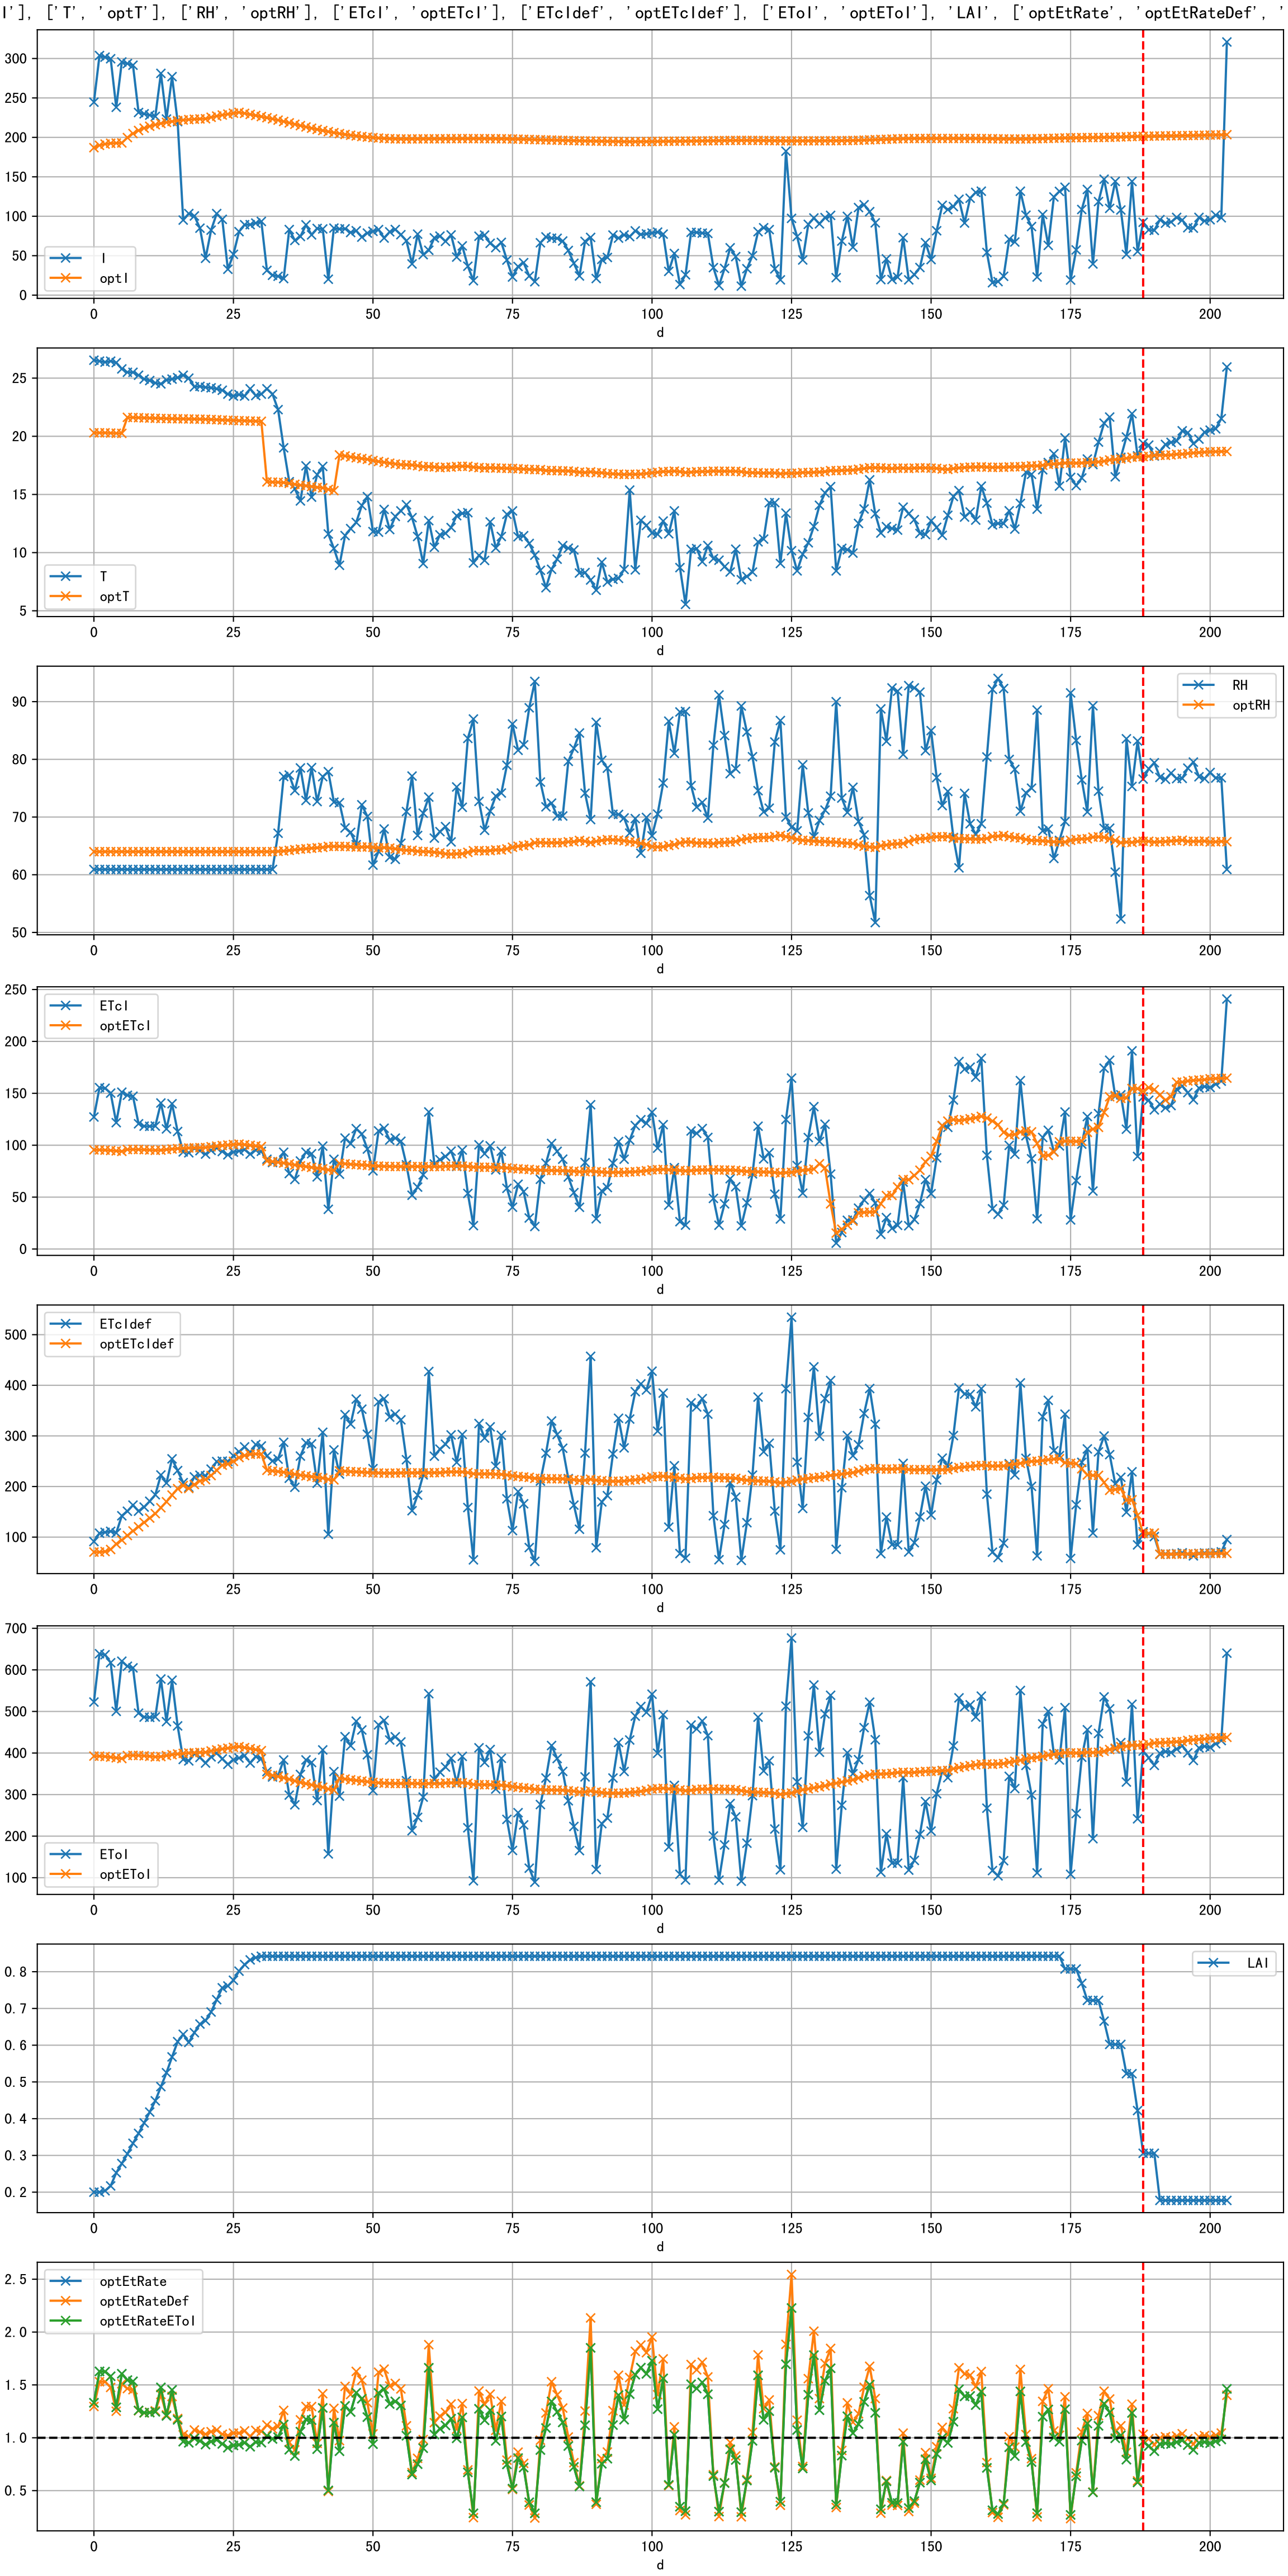 I'], ['T', 'optT'], ['RH', 'optRH'], ['ETcI', 'optETcI'], ['ETcIdef', 'optETcIdef'], ['EToI', 'optEToI'], 'LAI', ['optEtRate', 'optEtRateDef', '
300
250
200
150
100
50
0
I
optI
0 25 50 75 100 125 150 175 200
d
25
20
15
10
5
T
optT
0 25 50 75 100 125 150 175 200
d
90
80
70
60
50
RH
optRH
0 25 50 75 100 125 150 175 200
d
250
200
150
100
50
0
ETcI
optETcI
0 25 50 75 100 125 150 175 200
d
500
400
300
200
100
ETcIdef
optETcIdef
0 25 50 75 100 125 150 175 200
d
700
600
500
400
300
200
100
EToI
optEToI
0 25 50 75 100 125 150 175 200
d
0.8
0.7
0.6
0.5
0.4
0.3
0.2
LAI
0 25 50 75 100 125 150 175 200
d
2.5
2.0
1.5
1.0
0.5
optEtRate
optEtRateDef
optEtRateEToI
0 25 50 75 100 125 150 175 200
d